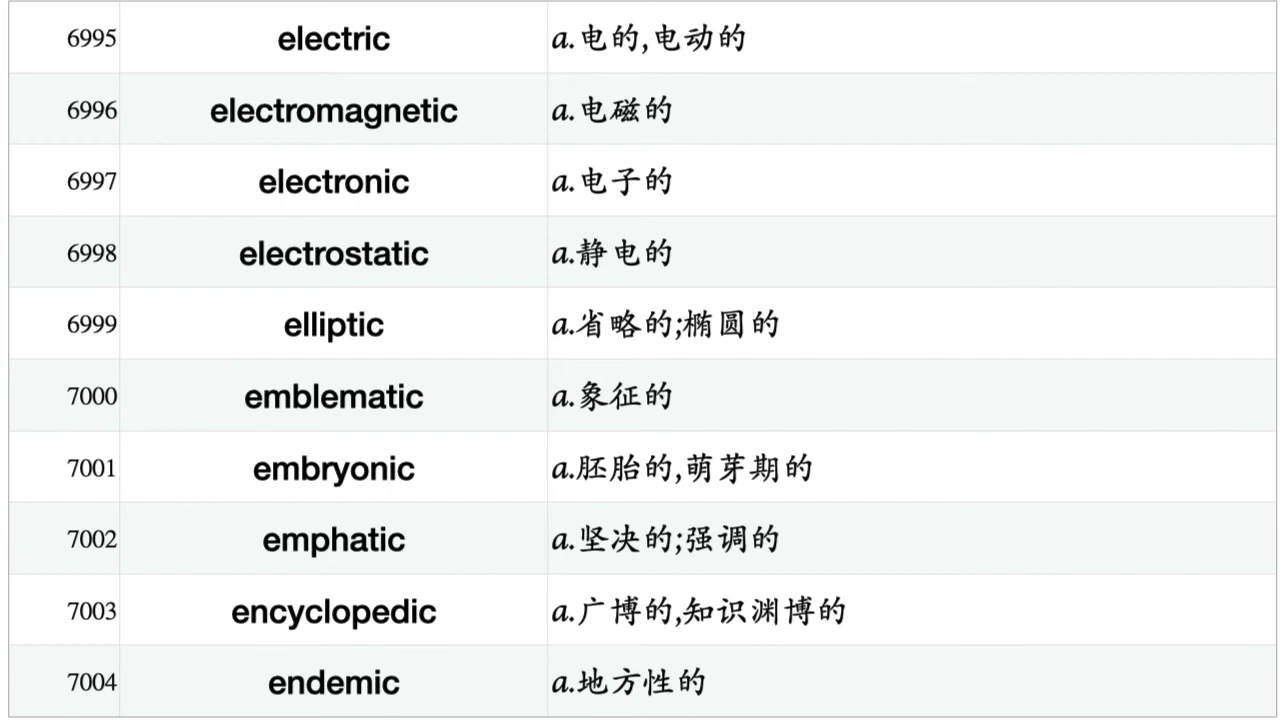 6995 electric a.电的,电动的
6996 electromagnetic a.电磁的
6997 electronic a.电子的
6998 electrostatic a.静电的
6999 elliptic a.省略的;椭圆的
7000 emblematic a.象征的
7001 embryonic a.胚胎的,萌芽期的
7002 emphatic a.坚决的;强调的
7003 encyclopedic a.广博的,知识渊博的
7004 endemic a.地方性的